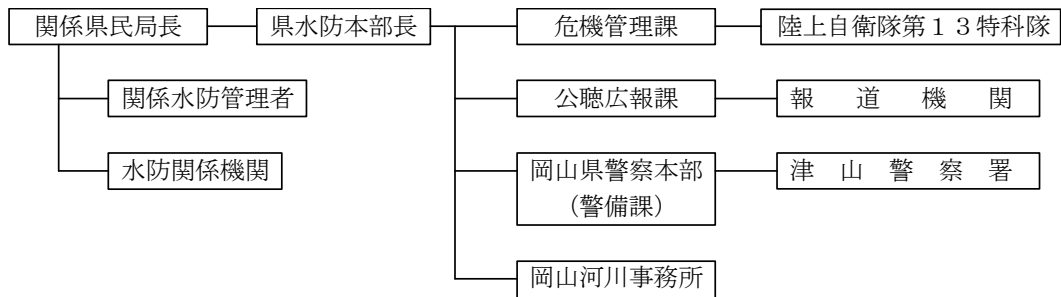 関係県民局長
県水防本部長
危機管理課
陸上自衛隊第１３特科隊
関係水防管理者
公聴広報課
報道機関
水防関係機関
岡山県警察本部
（警備課）
津山警察署
岡山河川事務所